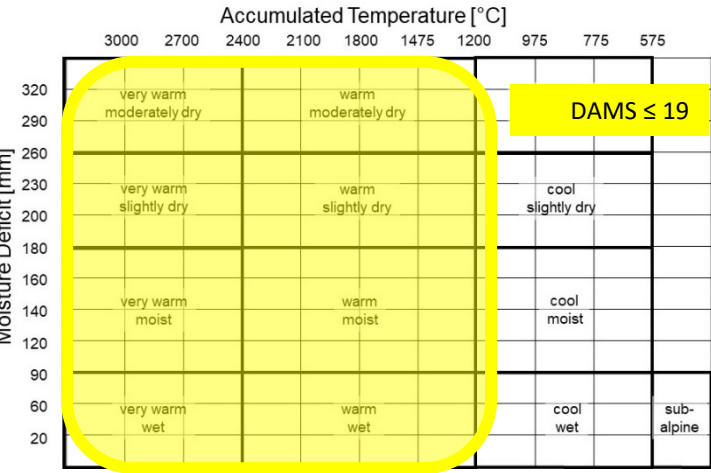 Accumulated Temperature [°C]
3000 2700 2400 2100 1800 1475 1200 975 775 575
Moisture Deficit [mm]
320
very warm
moderately dry
warm
moderately dry
DAMS ≤ 19
290
260
230
very warm
slightly dry
warm
slightly dry
cool
slightly dry
200
180
160
very warm
moist
warm
moist
cool
moist
140
120
90
60
very warm
wet
warm
wet
cool
wet
sub-
alpine
20